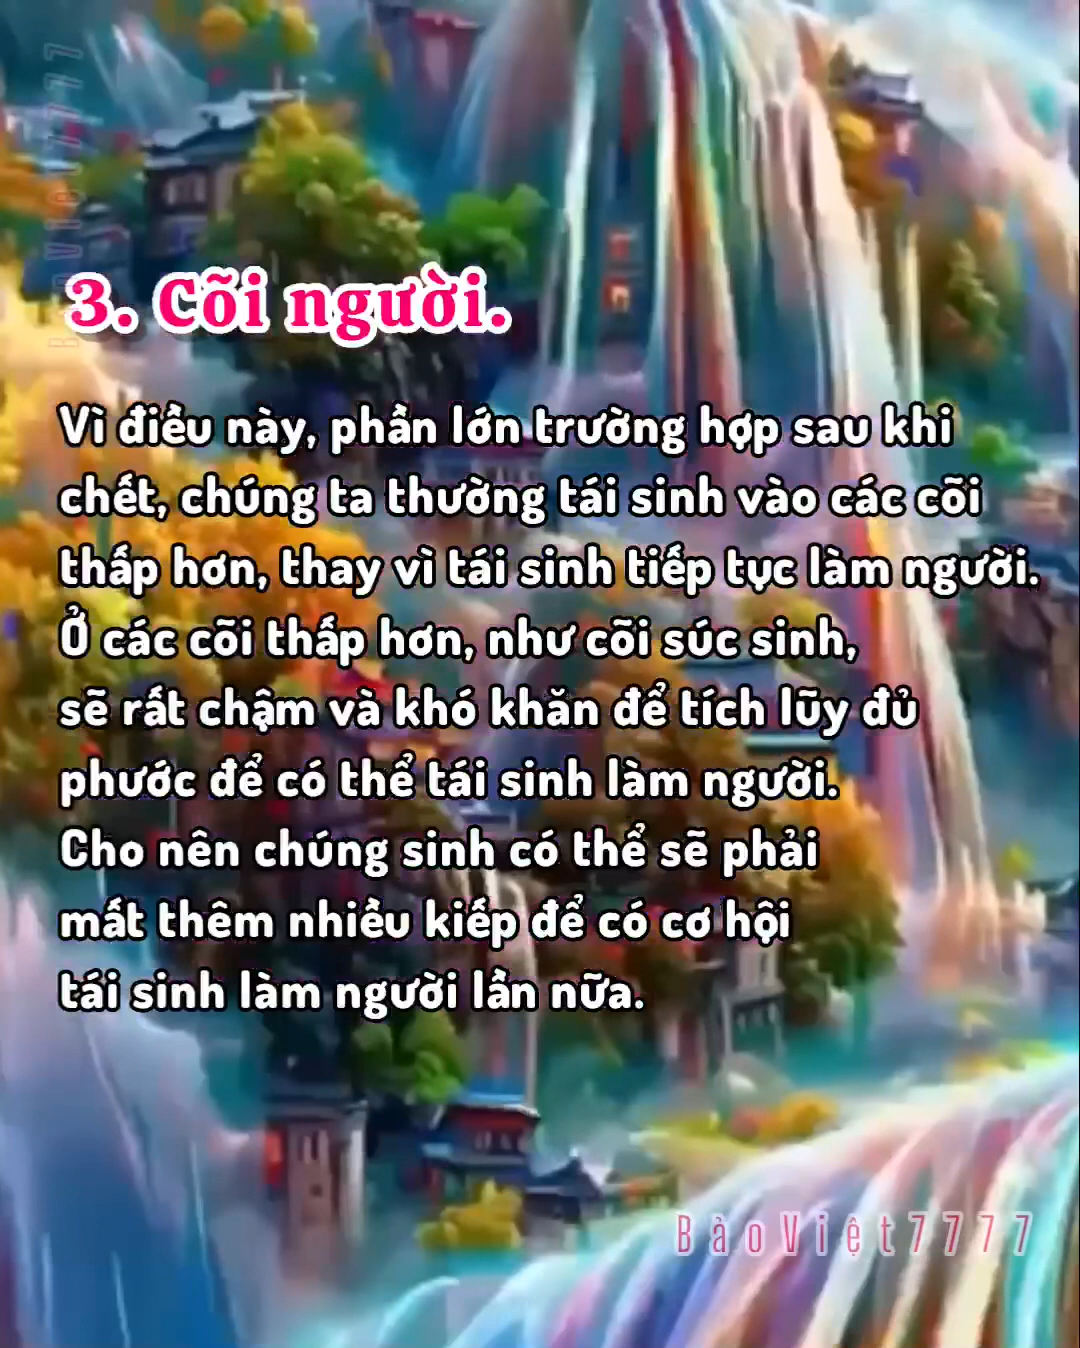 3. Cõi người.
Vì điều này, phần lớn trường hợp sau khi
chết, chúng ta thường tái sinh vào các cõi
thấp hơn, thay vì tái sinh tiếp tục làm người.
Ở các cõi thấp hơn, như cõi súc sinh,
sẽ rất chậm và khó khăn để tích lũy đủ
phước để có thể tái sinh làm người.
Cho nên chúng sinh có thể sẽ phải
mất thêm nhiều kiếp để có cơ hội
tái sinh làm người lần nữa.
BảoViệt7777
BảoViệt7777